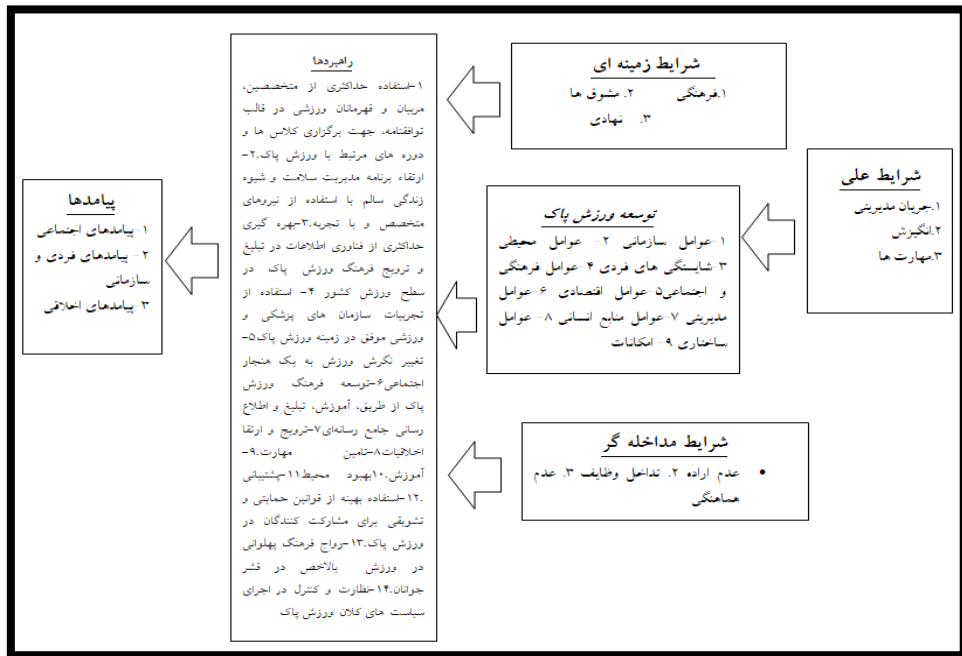 شرایط علی
۱.جریان مدیریتی
۲.انگیزش
۳.مهارت ها
شرایط زمینه ای
۱.فرهنگی ۲. مشوق ها
۳. نهادی
توسعه ورزش پاک
۱-عوامل سازمانی ۲- عوامل محیطی
۳-شایستگی های فردی ۴-عوامل فرهنگی
و اجتماعی۵-عوامل اقتصادی ۶-عوامل
مدیریتی ۷-عوامل منابع انسانی ۸- عوامل
ساختاری ۹- امکانات
شرایط مداخله گر
• عدم اراده ۲. تداخل وظایف ۳. عدم
هماهنگی
راهبردها
۱-استفاده حداکثری از متخصصین،
مربیان و قهرمانان ورزشی در قالب
توافقنامه، جهت برگزاری کلاس ها و
دوره های مرتبط با ورزش پاک.۲-
ارتقاء برنامه مدیریت سلامت و شیوه
زندگی سالم با استفاده از نیروهای
متخصص و با تجربه.۳-بهره گیری
حداکثری از فناوری اطلاعات در تبلیغ
و ترویج فرهنگ ورزش پاک در
سطح ورزش کشور ۴- استفاده از
تجربیات سازمان های پزشکی و
ورزشی موفق در زمینه ورزش پاک۵-
تغییر نگرش ورزش به یک هنجار
اجتماعی۶-توسعه فرهنگ ورزش
پاک از طریق، آموزش، تبلیغ و اطلاع
رسانی جامع رسانه‌ای۷-ترویج و ارتقا
اخلاقیات۸-تامین مهارت.۹-
آموزش.۱۰بهبود محیط۱۱-پشتیبانی
.۱۲-استفاده بهینه از قوانین حمایتی و
تشویقی برای مشارکت کنندگان در
ورزش پاک.۱۳-رواج فرهنگ پهلوانی
در ورزش بالاخص در قشر
جوانان.۱۴-نظارت و کنترل در اجرای
سیاست های کلان ورزش پاک
پیامدها
۱-پیامدهای اجتماعی
۲- پیامدهای فردی و
سازمانی
۳-پیامدهای اخلاقی